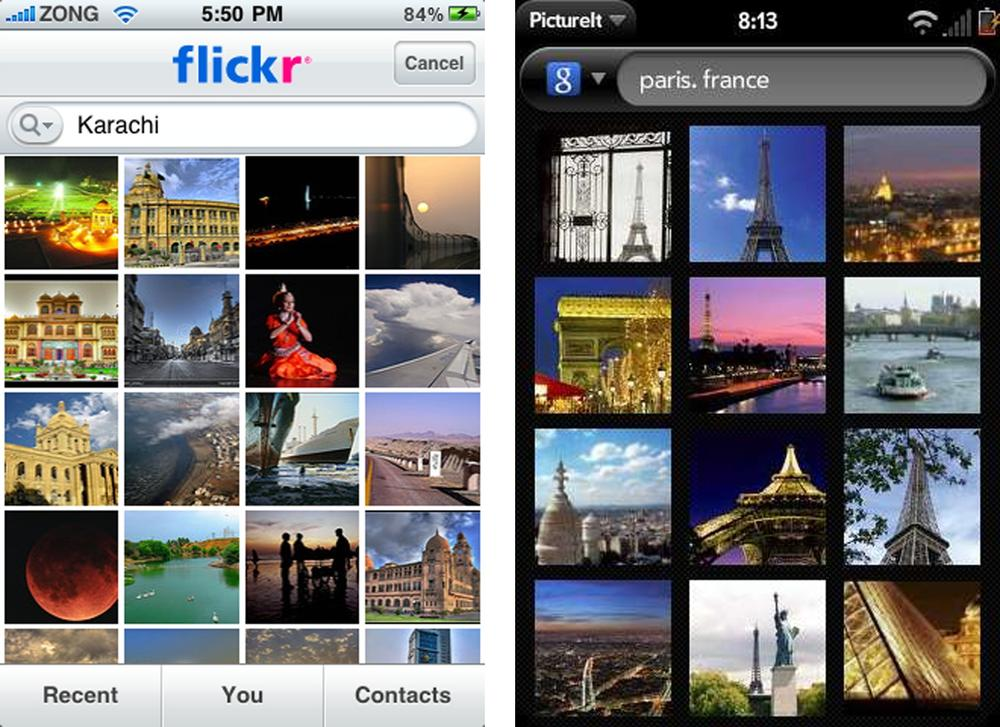 ZONG 5:50 PM 84%
flickr®
Cancel
Karachi
Recent
You
Contacts
PictureIt 8:13
g
paris. france